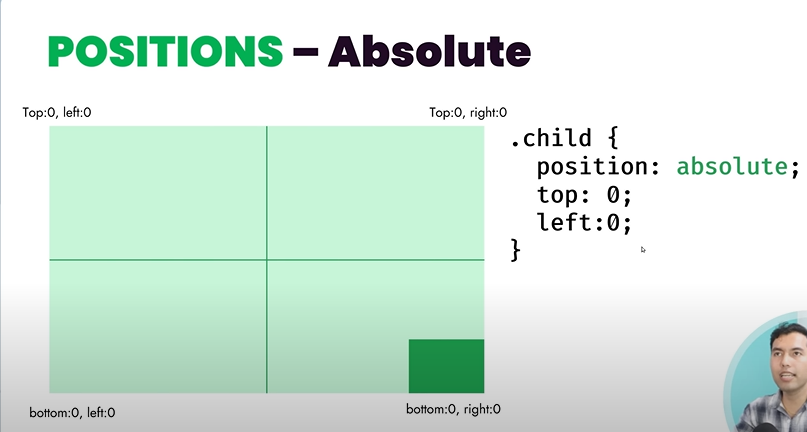 POSITIONS – Absolute
Top:0, left:0
Top:0, right:0
.child {
position: absolute;
top: 0;
left:0;
}
bottom:0, left:0
bottom:0, right:0